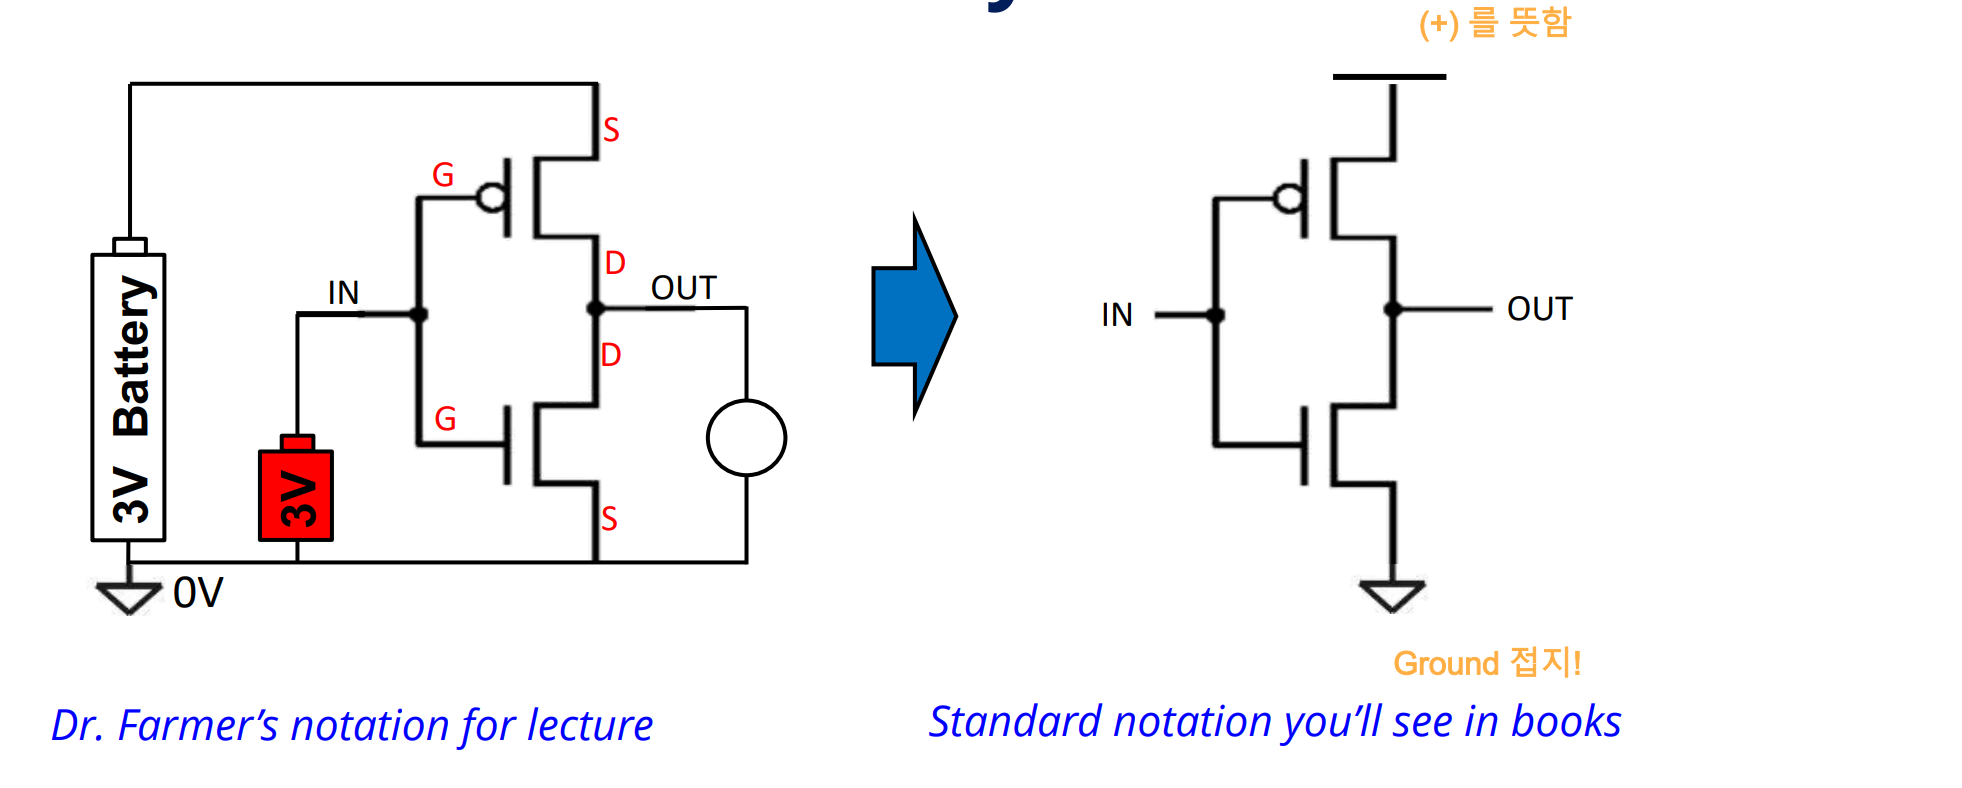 (+) 를 뜻함
S
G
D
IN
OUT
IN
OUT
D
G
3V Battery
3V
S
0V
Ground 접지!
Dr. Farmer’s notation for lecture
Standard notation you’ll see in books